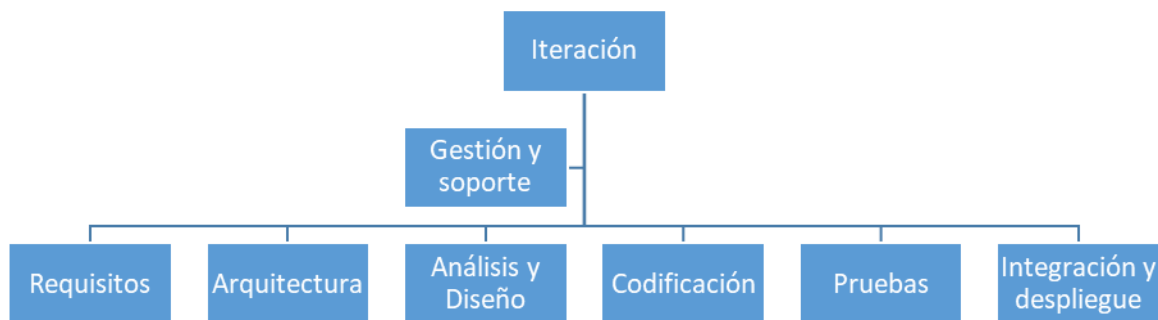 Iteración
Gestión y
soporte
Requisitos
Arquitectura
Análisis y
Diseño
Codificación
Pruebas
Integración y
despliegue